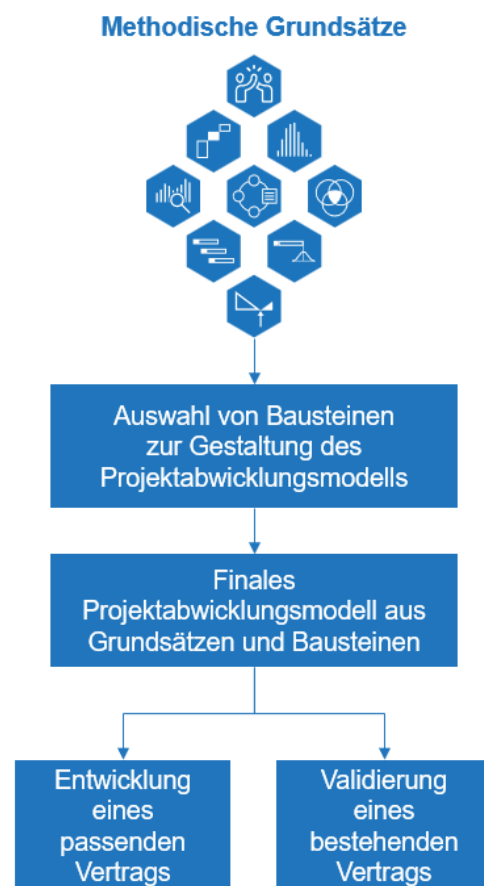 Methodische Grundsätze
Auswahl von Bausteinen
zur Gestaltung des
Projektabwicklungsmodells
Finales
Projektabwicklungsmodell aus
Grundsätzen und Bausteinen
Entwicklung
eines
passenden
Vertrags
Validierung
eines
bestehenden
Vertrags